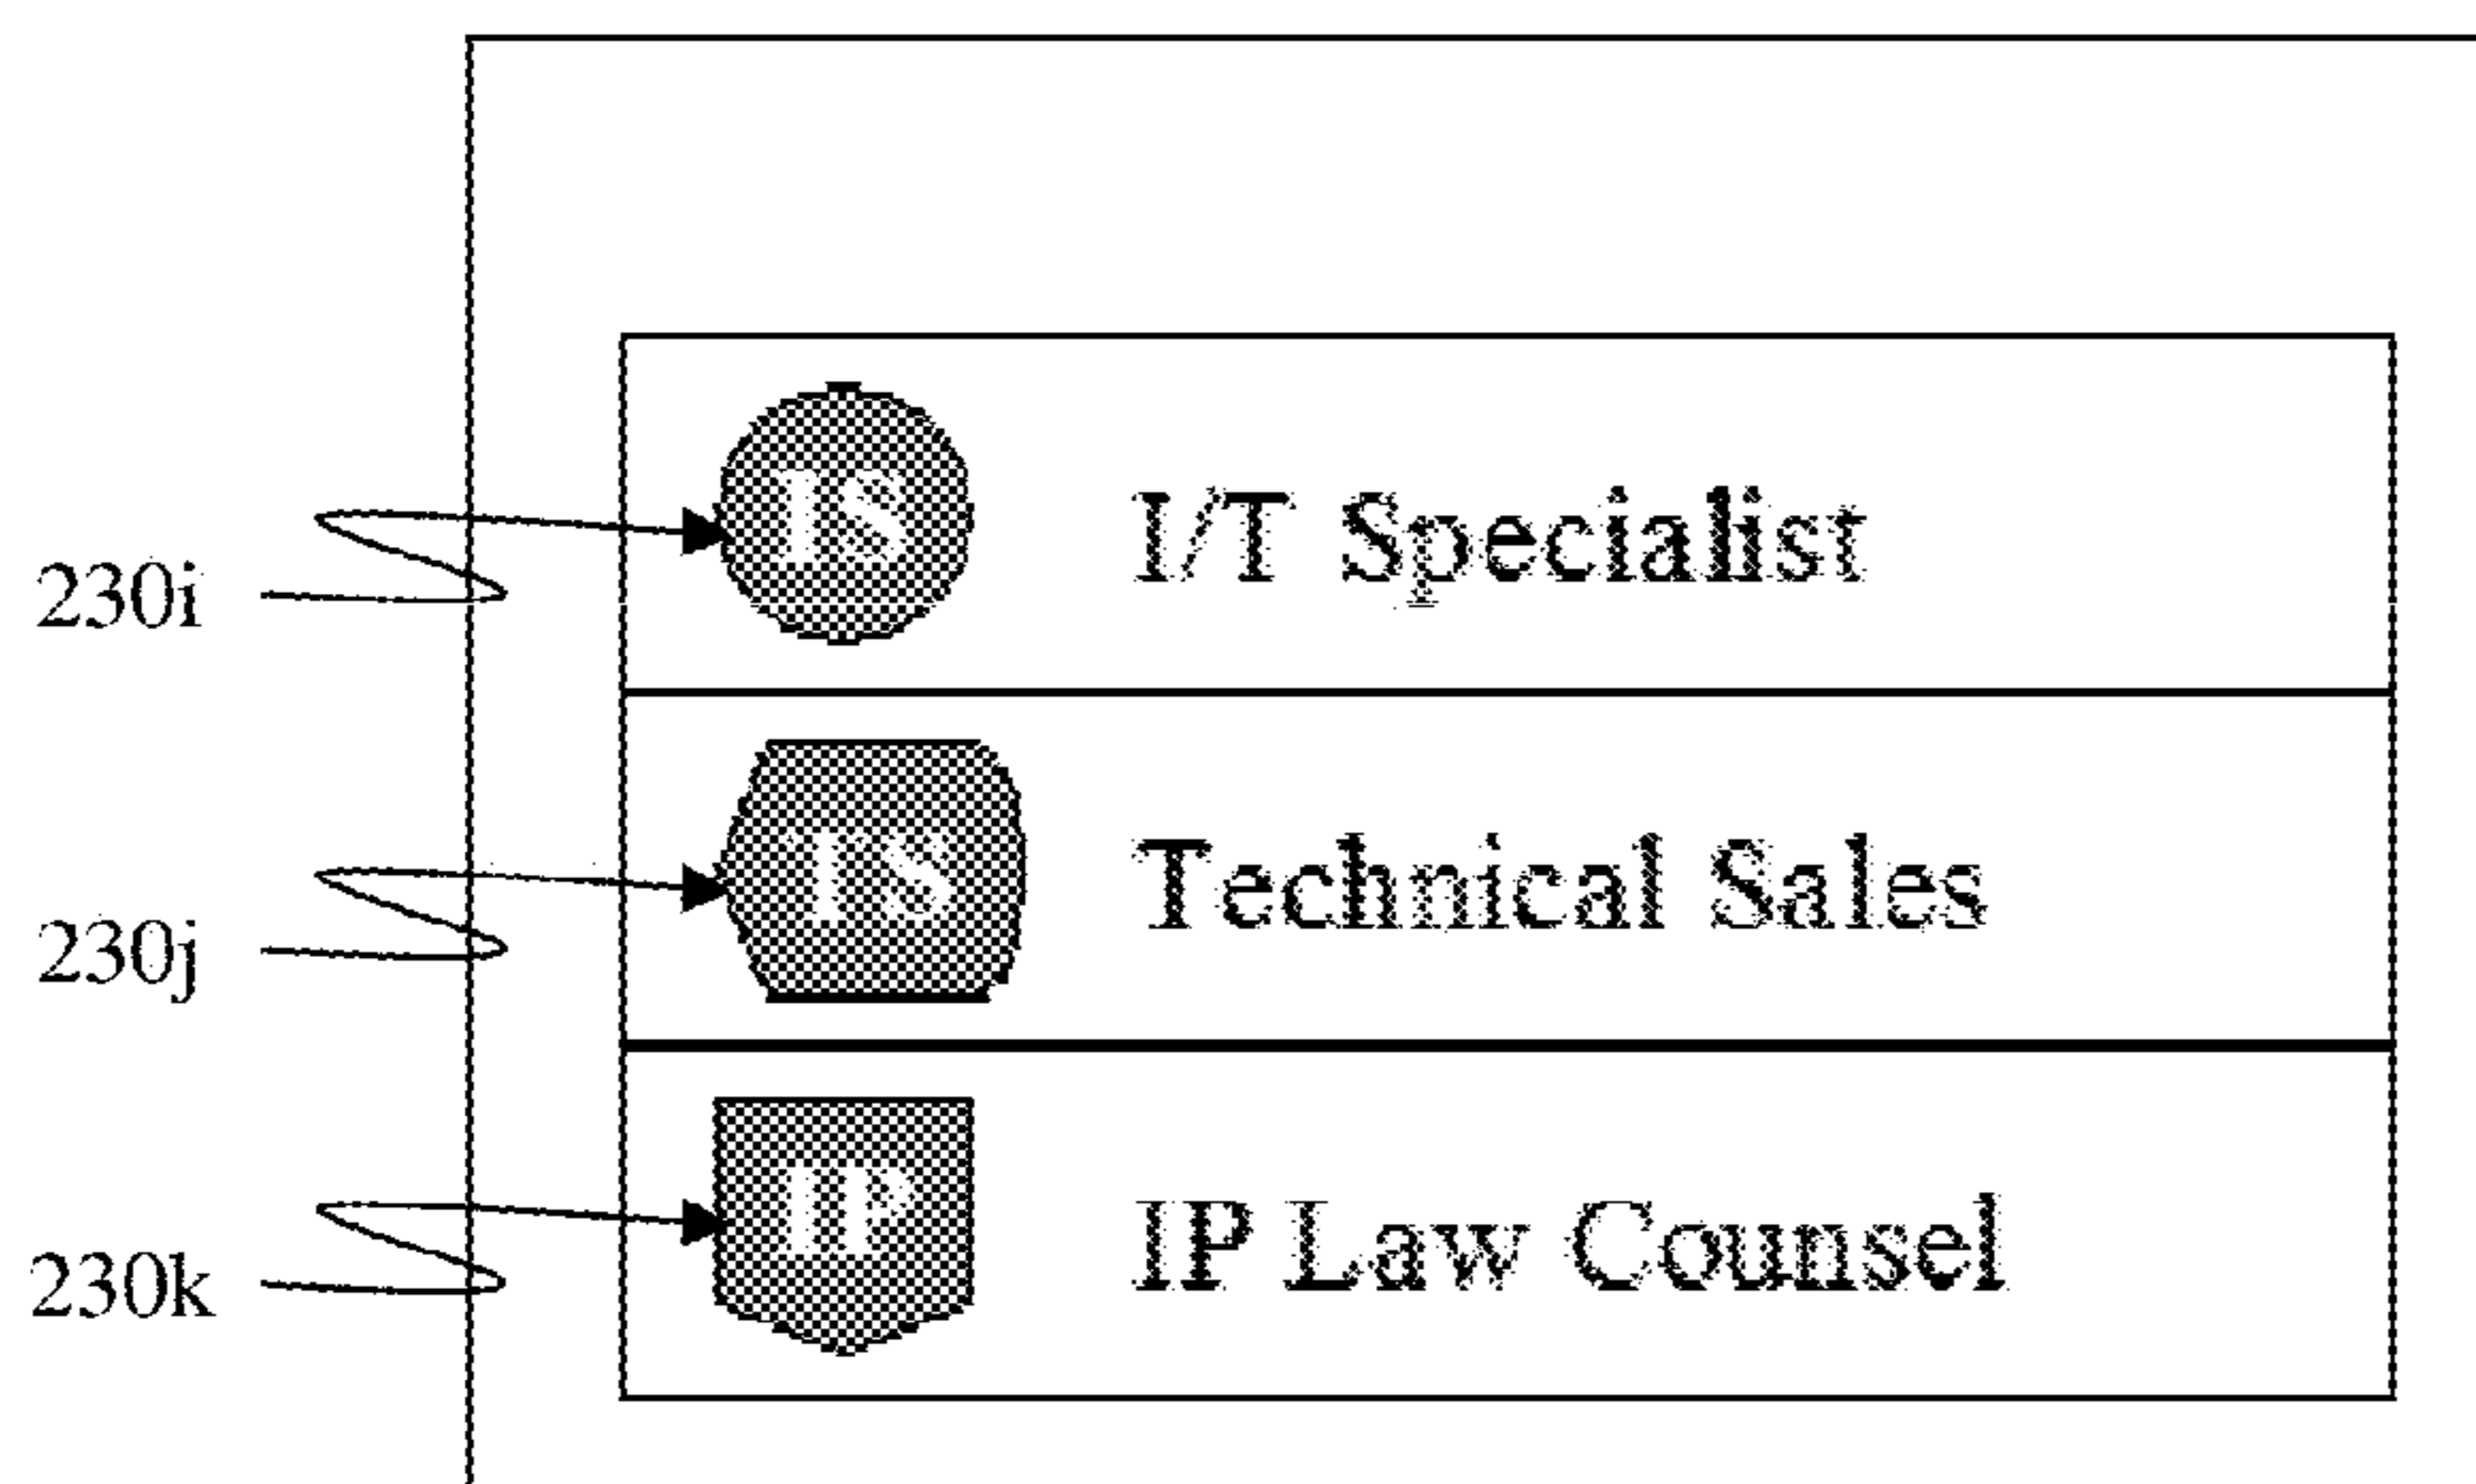 IS I/T Specialist
230i
TS Technical Sales
230j
IP IP Law Counsel
230k